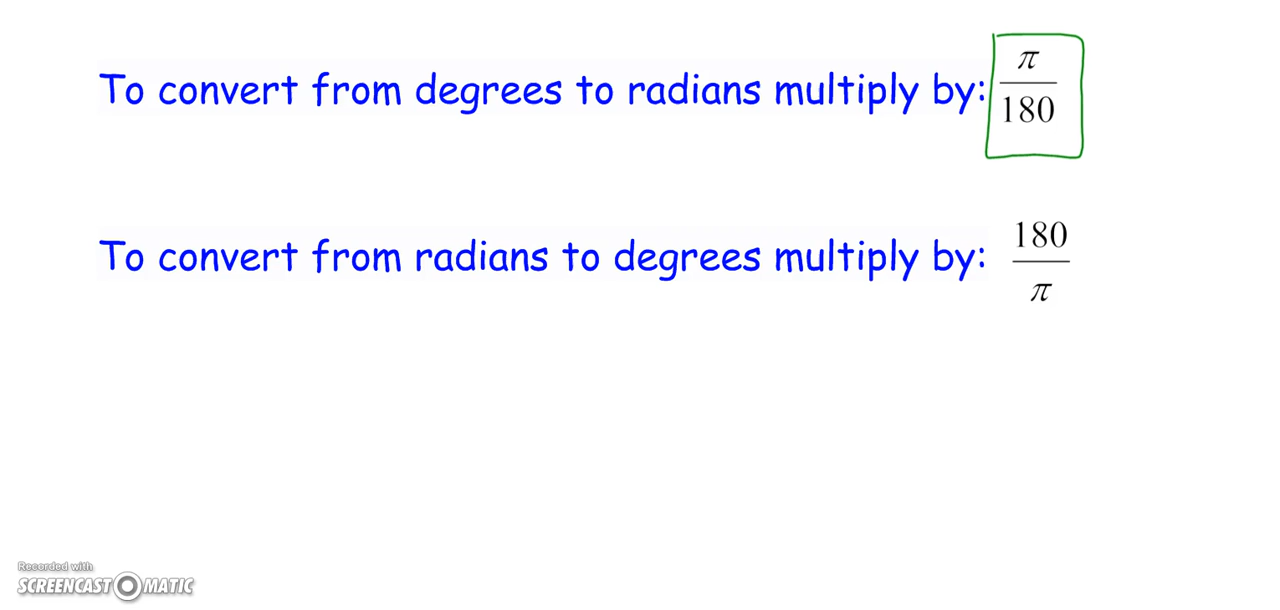 To convert from degrees to radians multiply by: π/180
To convert from radians to degrees multiply by: 180/π
Recorded with
SCREENCAST-O-MATIC